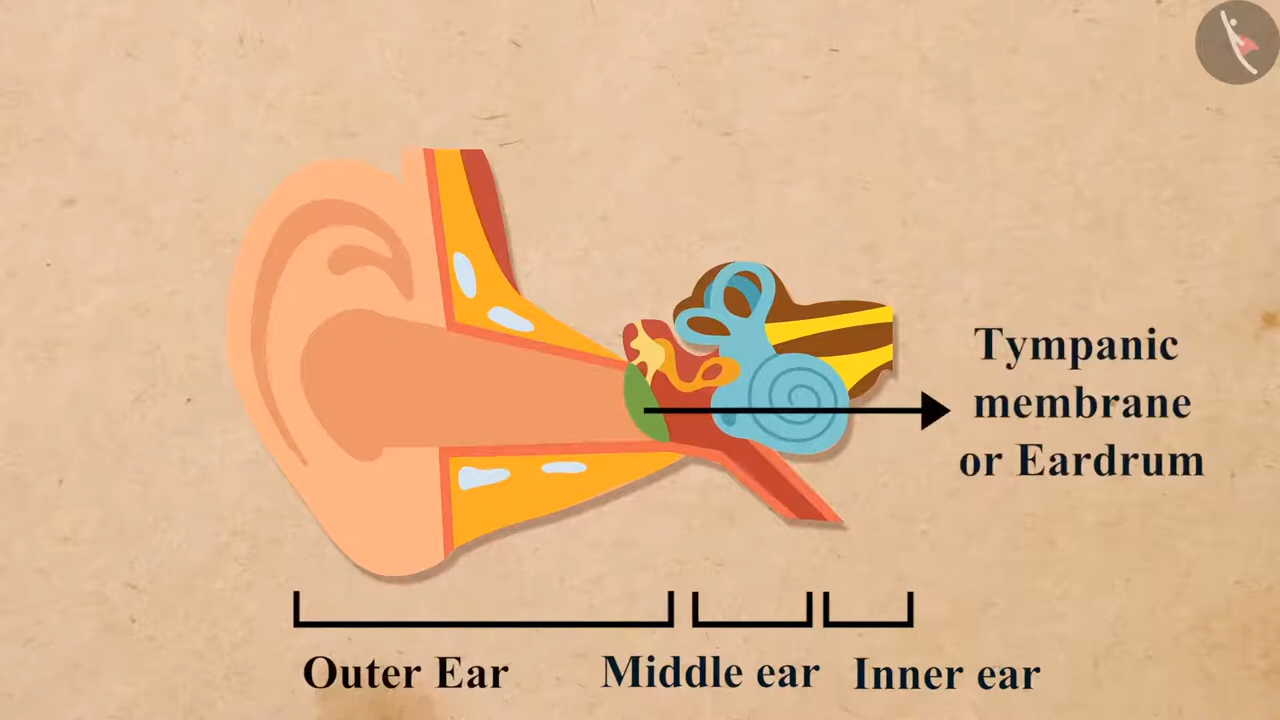 Tympanic
membrane
or Eardrum
Outer Ear
Middle ear
Inner ear